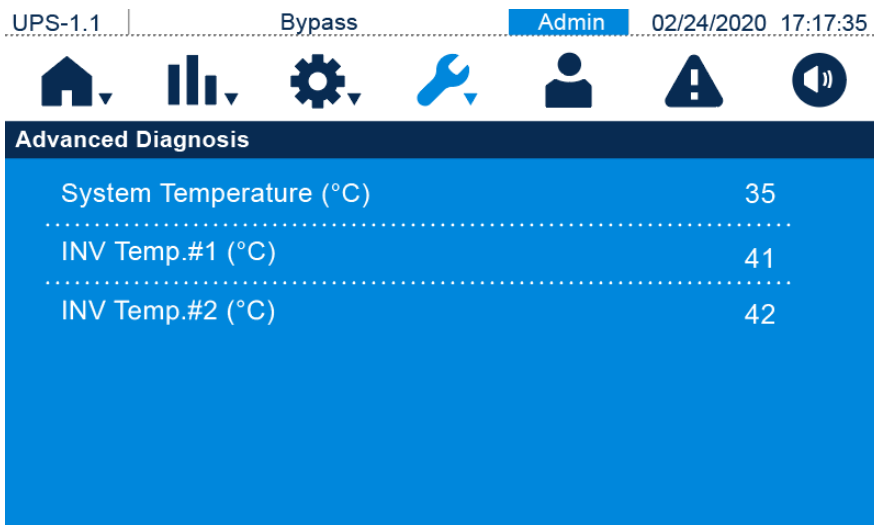 UPS-1.1 Bypass Admin 02/24/2020 17:17:35
Advanced Diagnosis
System Temperature (°C) 35
INV Temp.#1 (°C) 41
INV Temp.#2 (°C) 42